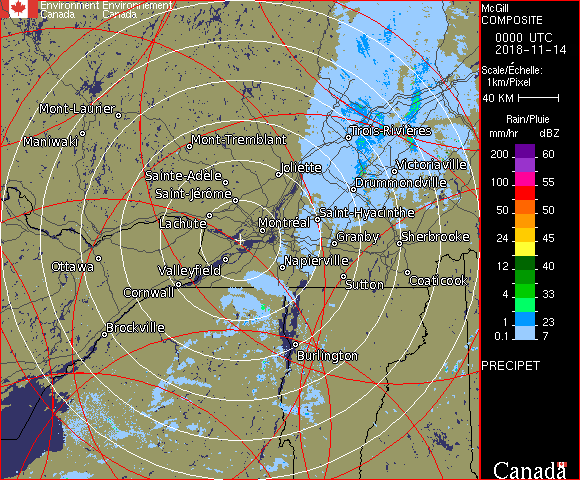 Environment Environnement
Canada Canada
McGill
COMPOSITE
0000 UTC
2018-11-14
Scale/Échelle:
1km/Pixel
40 KM
Rain/Pluie
mm/hr dBZ
200 60
100 55
50 50
24 45
12 40
4 33
1 23
0.1 7
PRECIPET
Canada
Mont-Laurier
Maniwaki
Mont-Tremblant
Trois-Rivières
Joliette
Victoriaville
Sainte-Adèle
Drummondville
Saint-Jérôme
Saint-Hyacinthe
Lachute
Montréal
Granby
Sherbrooke
Ottawa
Valleyfield
Napierville
Coaticook
Sutton
Cornwall
Brockville
Burlington